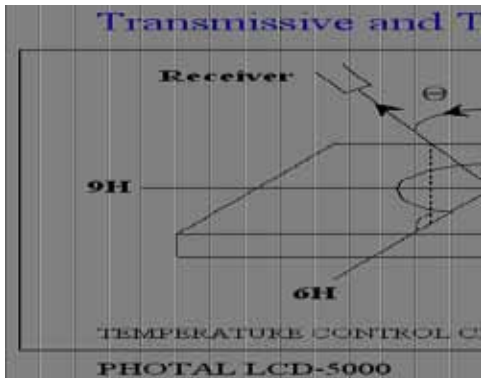 Transmissive and T
Receiver
Θ
9H
6H
TEMPERATURE CONTROL C
PHOTAL LCD-5000